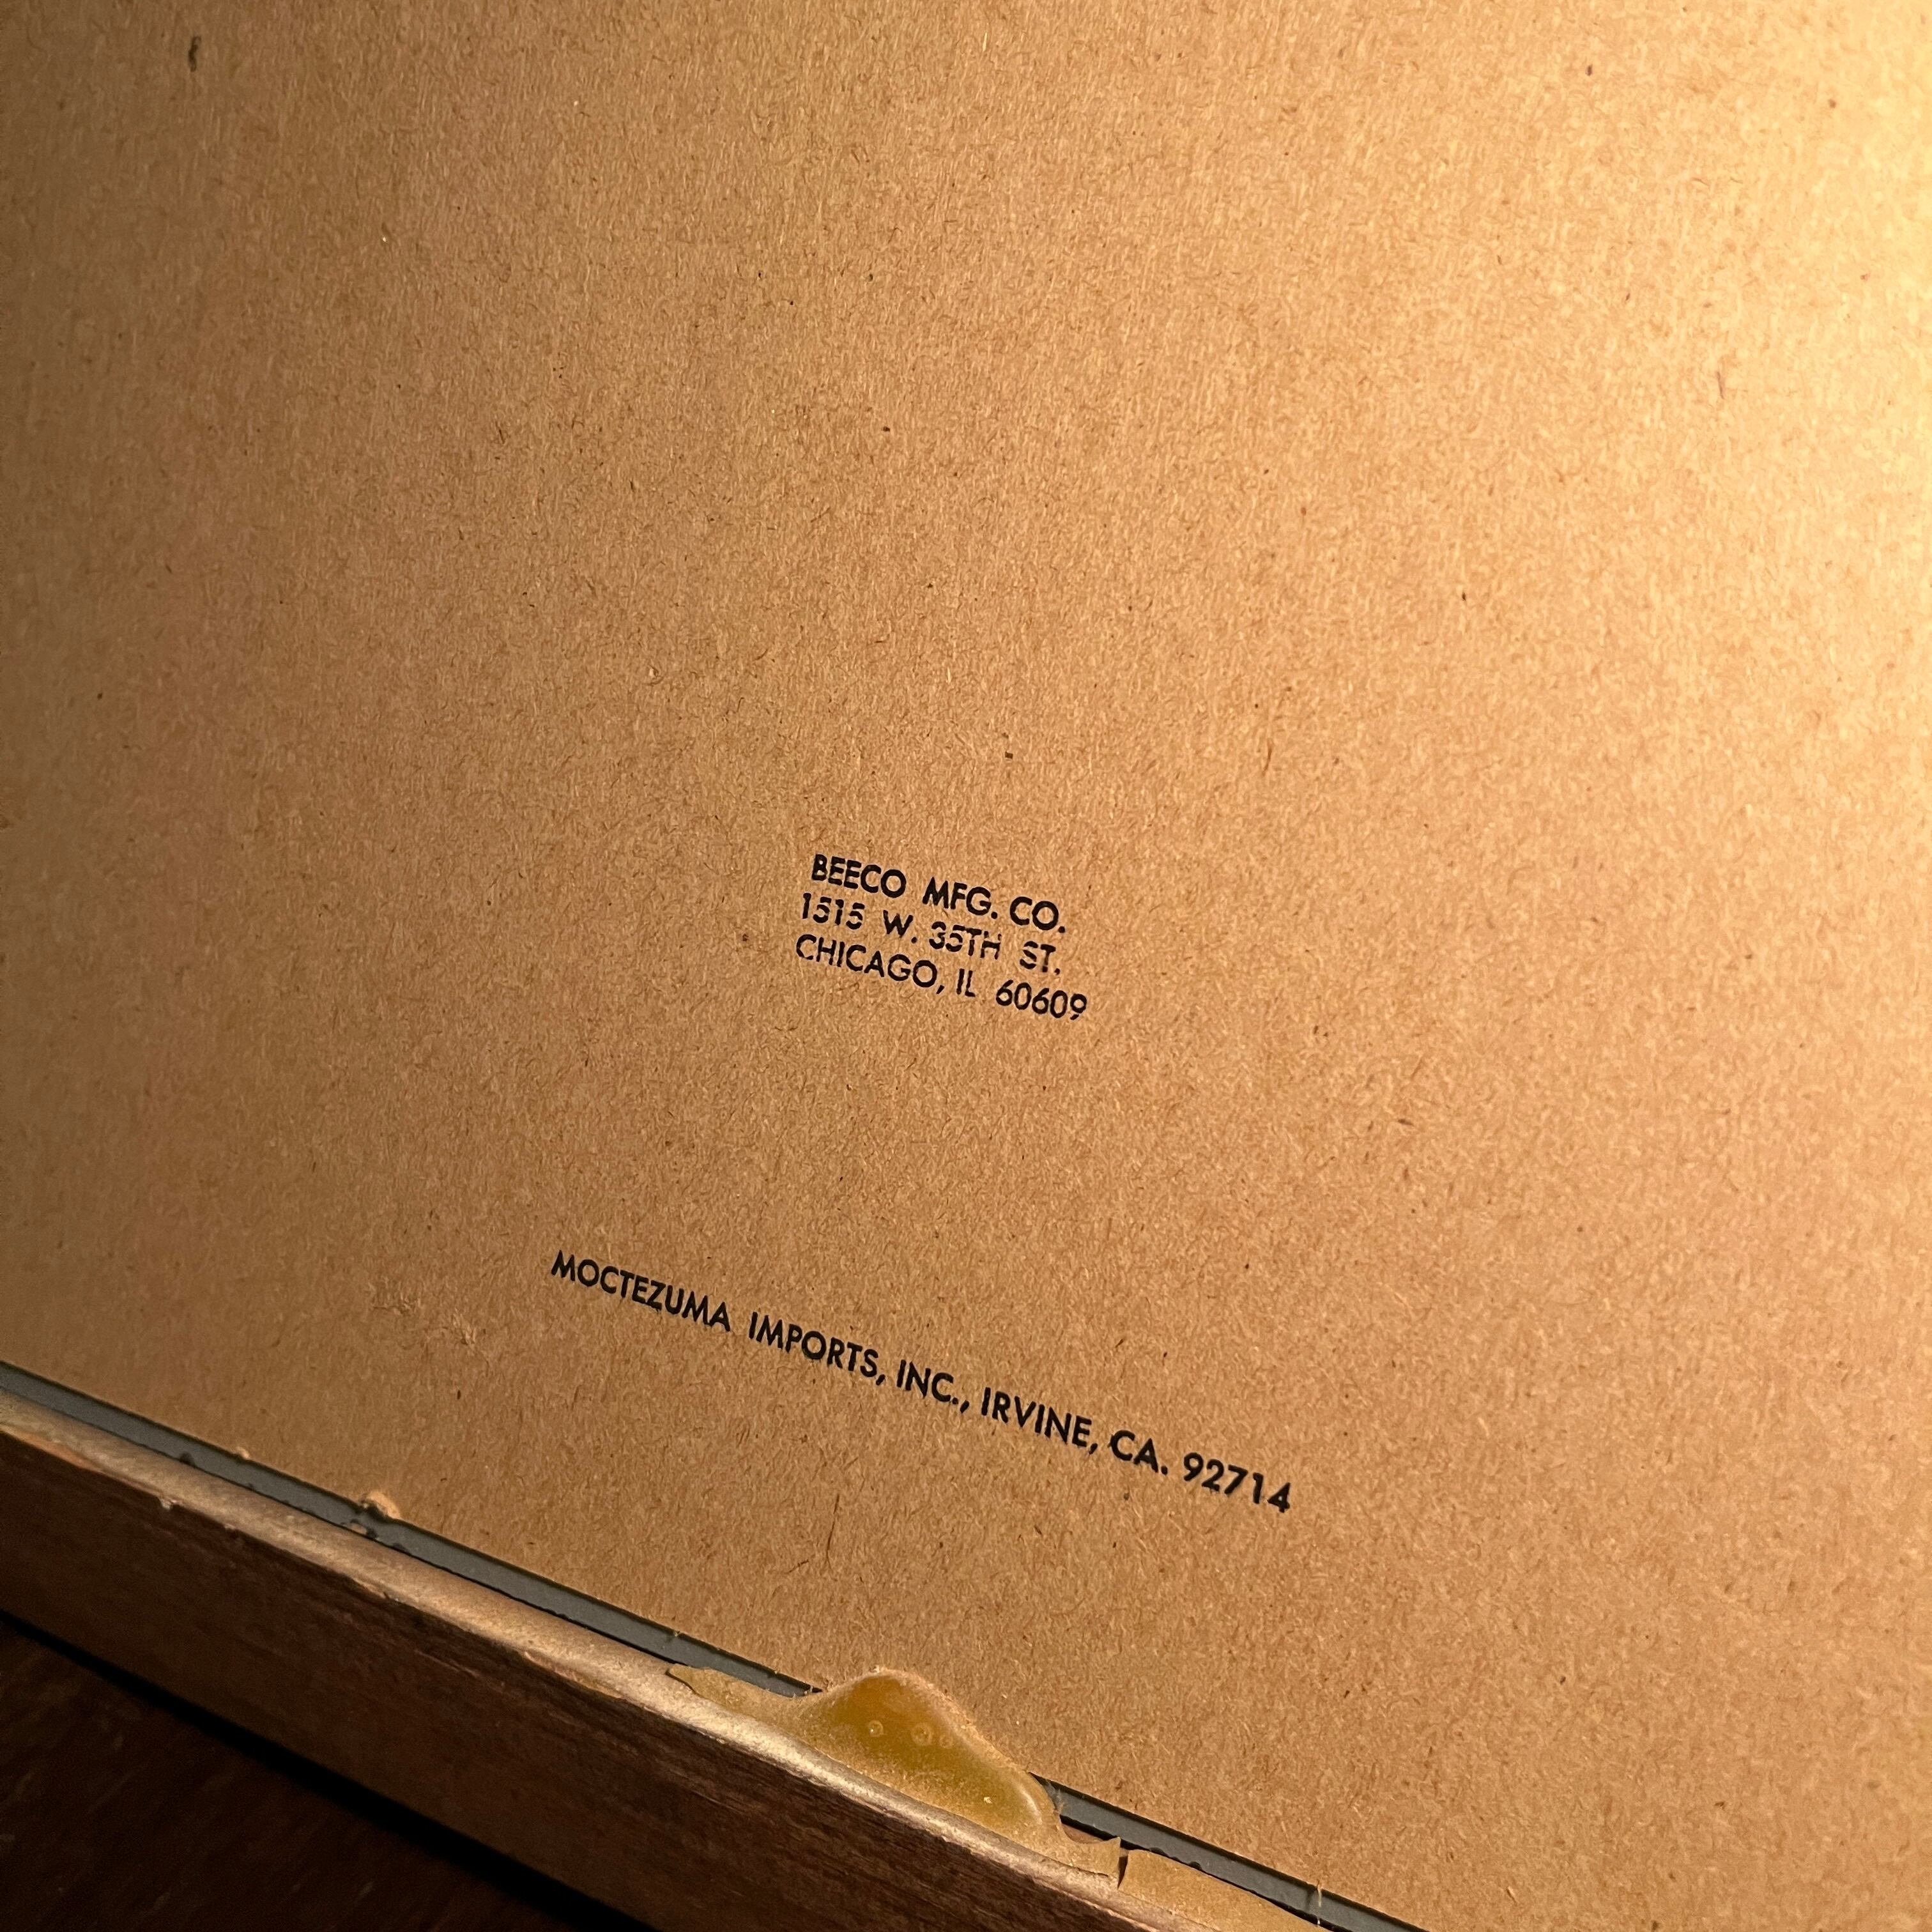 BEECO MFG. CO.
1515 W. 35TH ST.
CHICAGO, IL 60609
MOCTEZUMA IMPORTS, INC., IRVINE, CA. 92714